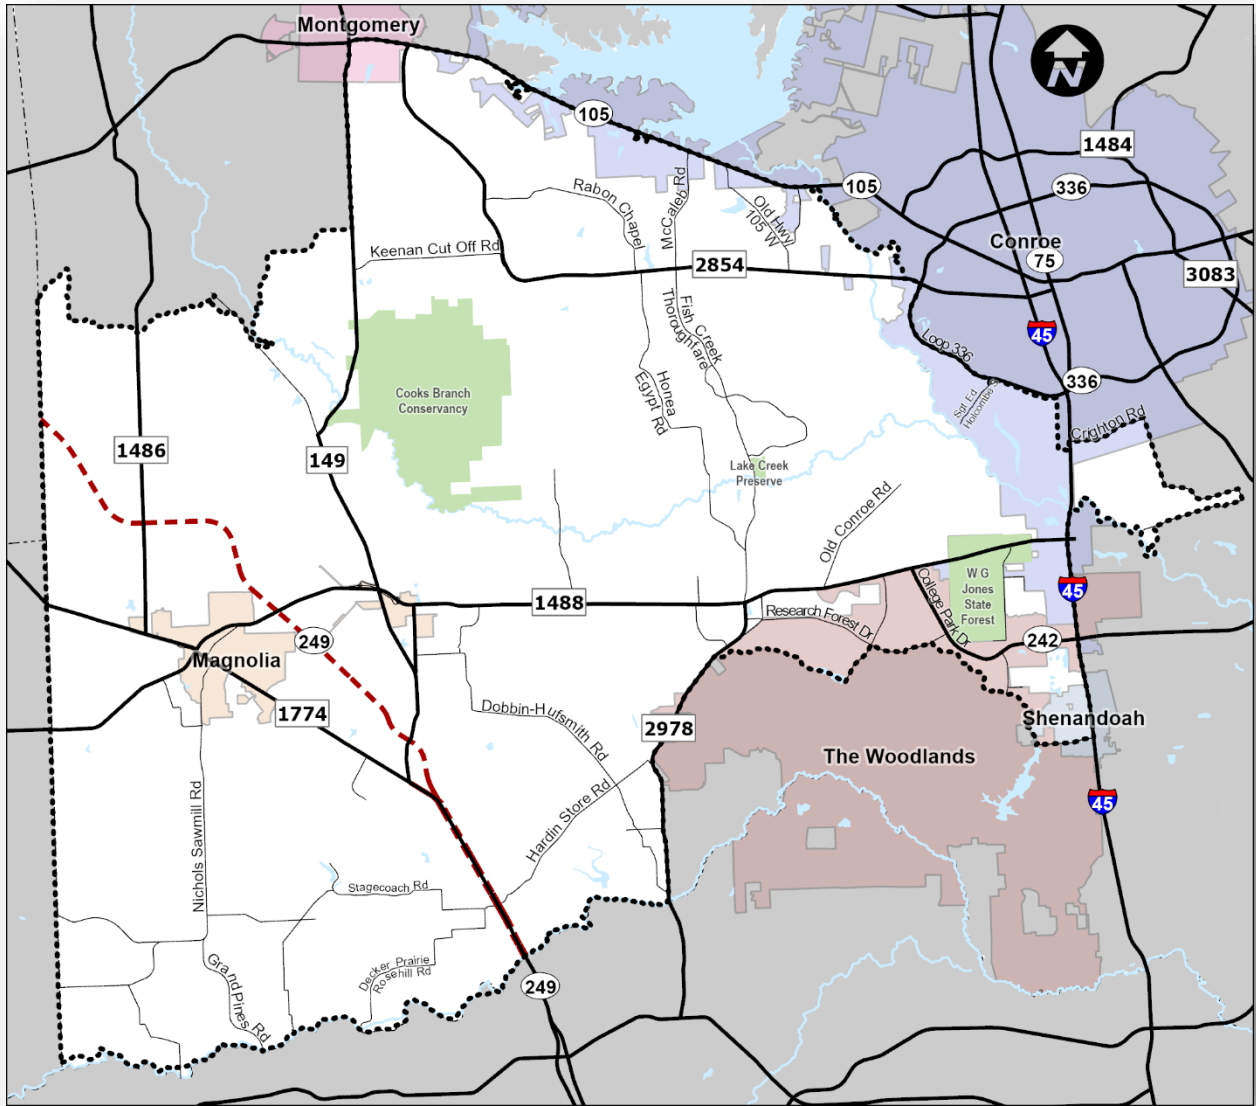 Montgomery
N
105
1484
Rabon Chapel
McCaleb Rd
105
336
Old Hwy
105 W
Keenan Cut Off Rd
Conroe
75
2854
3083
Fish Creek
Thoroughfare
45
Loop 336
Honea
Egypt Rd
336
Cooks Branch
Conservancy
Sgt Ed
Holcombe S
Crighton Rd
1486
149
Lake Creek
Preserve
Old Conroe Rd
W G
Jones
State
Forest
45
1488
College Park Dr
Research Forest Dr
249
242
Magnolia
1774
Dobbin-Hufsmith Rd
2978
Shenandoah
The Woodlands
45
Hardin Store Rd
Nichols Sawmill Rd
Stagecoach Rd
Decker Prairie
Rosehill Rd
Grand Pines Rd
249